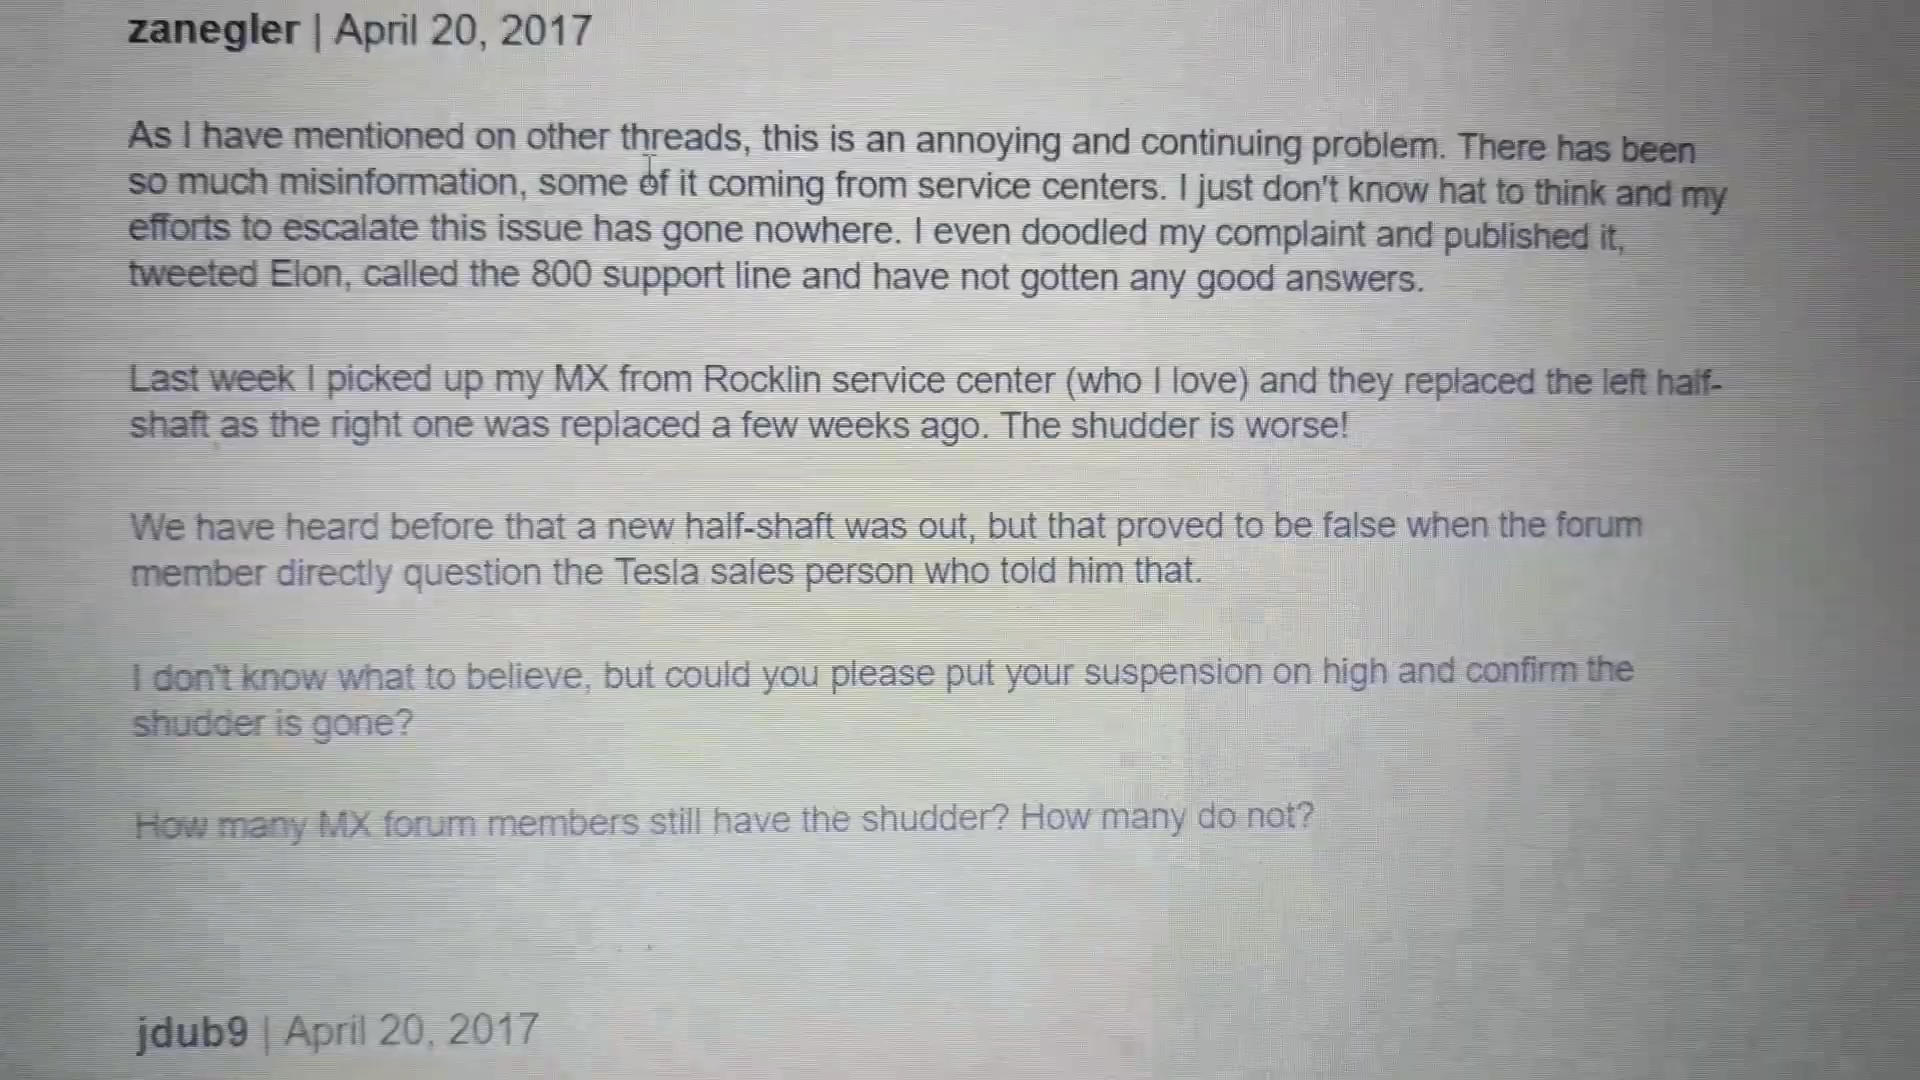 zanegler | April 20, 2017
As I have mentioned on other threads, this is an annoying and continuing problem. There has been
so much misinformation, some of it coming from service centers. I just don't know hat to think and my
efforts to escalate this issue has gone nowhere. I even doodled my complaint and published it,
tweeted Elon, called the 800 support line and have not gotten any good answers.
Last week I picked up my MX from Rocklin service center (who I love) and they replaced the left half-
shaft as the right one was replaced a few weeks ago. The shudder is worse!
We have heard before that a new half-shaft was out, but that proved to be false when the forum
member directly question the Tesla sales person who told him that.
I don't know what to believe, but could you please put your suspension on high and confirm the
shudder is gone?
How many MX forum members still have the shudder? How many do not?
jdub9 | April 20, 2017